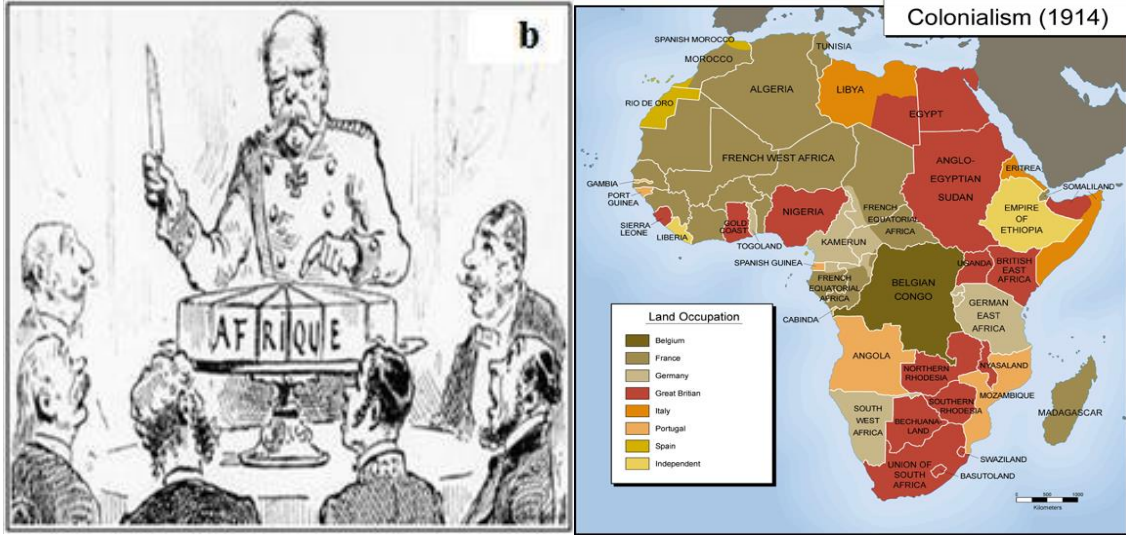 b
AFRIQUE
Colonialism (1914)
SPANISH MOROCCO
MOROCCO
TUNISIA
ALGERIA
LIBYA
EGYPT
RIO DE ORO
FRENCH WEST AFRICA
ANGLO-
EGYPTIAN
SUDAN
ERITREA
SOMALILAND
GAMBIA
PORT
GUINEA
NIGERIA
EMPIRE
OF
ETHIOPIA
SIERRA
LEONE
LIBERIA
GOLD
COAST
TOGOLAND
KAMERUN
FRENCH
EQUATORIAL
AFRICA
SPANISH GUINEA
UGANDA
BRITISH
EAST
AFRICA
FRENCH
EQUATORIAL
AFRICA
BELGIAN
CONGO
CABINDA
GERMAN
EAST
AFRICA
ANGOLA
NORTHERN
RHODESIA
NYASALAND
MOZAMBIQUE
MADAGASCAR
SOUTH
WEST
AFRICA
SOUTHERN
RHODESIA
BECHUANA-
LAND
SWAZILAND
UNION OF
SOUTH
AFRICA
BASUTOLAND
Land Occupation
Belgium
France
Germany
Great Britian
Italy
Portugal
Spain
Independent
0 500 1000
Kilometers